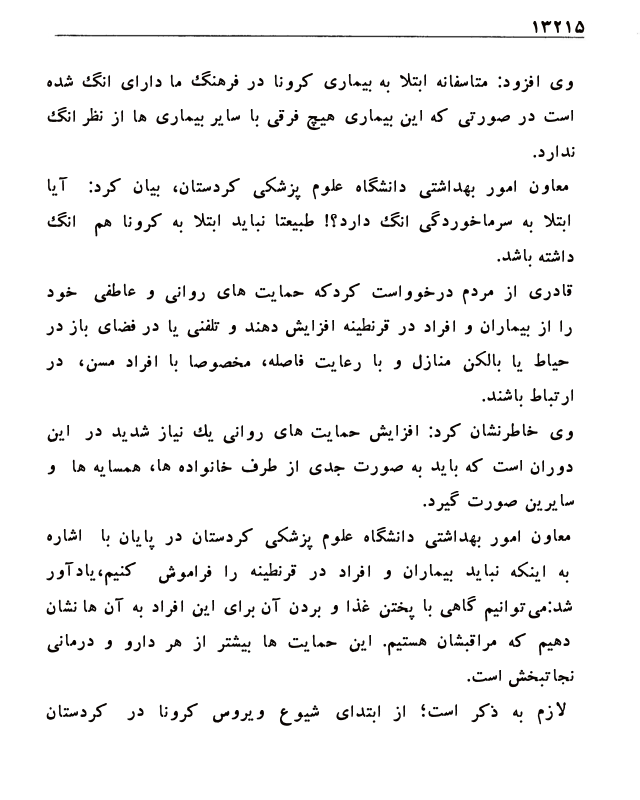 ۱۳۲۱۵
وی افزود: متاسفانه ابتلا به بیماری کرونا در فرهنگ ما دارای انگ شده
است در صورتی که این بیماری هیچ فرقی با سایر بیماری ها از نظر انگ
ندارد.
معاون امور بهداشتی دانشگاه علوم پزشکی کردستان، بیان کرد: آیا
ابتلا به سرماخوردگی انگ دارد؟! طبیعتا نباید ابتلا به کرونا هم انگ
داشته باشد.
قادری از مردم درخوواست کردکه حمایت های روانی و عاطفی خود
را از بیماران و افراد در قرنطینه افزایش دهند و تلفنی یا در فضای باز در
حیاط یا بالکن منازل و با رعایت فاصله، مخصوصا با افراد مسن، در
ارتباط باشند.
وی خاطرنشان کرد: افزایش حمایت های روانی یك نیاز شدید در این
دوران است که باید به صورت جدی از طرف خانواده ها، همسایه ها و
سایرین صورت گیرد.
معاون امور بهداشتی دانشگاه علوم پزشکی کردستان در پایان با اشاره
به اینکه نباید بیماران و افراد در قرنطینه را فراموش کنیم،یادآور
شد:می توانیم گاهی با پختن غذا و بردن آن برای این افراد به آن ها نشان
دهیم که مراقبشان هستیم. این حمایت ها بیشتر از هر دارو و درمانی
نجاتبخش است.
لازم به ذکر است؛ از ابتدای شیوع ویروس کرونا در کردستان